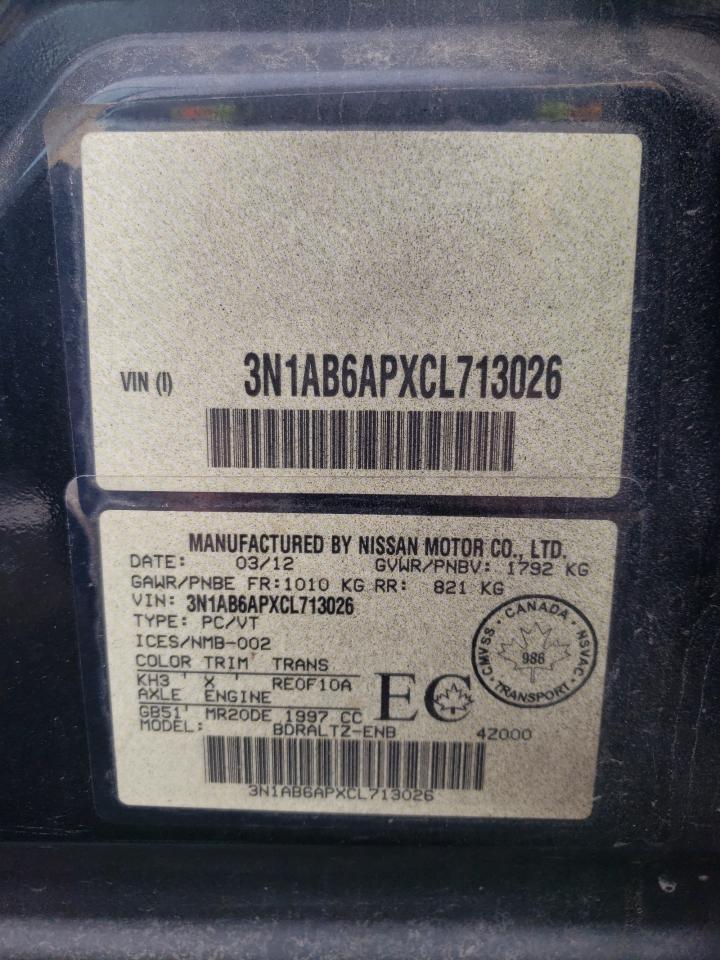 VIN (I) 3N1AB6APXCL713026
MANUFACTURED BY NISSAN MOTOR CO., LTD.
DATE: 03/12 GVWR/PNBV: 1792 KG
GAWR/PNBE FR:1010 KG RR: 821 KG
VIN: 3N1AB6APXCL713026
TYPE: PC/VT
ICES/NMB-002
COLOR TRIM TRANS
KH3 ' X ' RE0F10A
AXLE ENGINE
GB51' MR20DE 1997 CC
MODEL: BDRALTZ-ENB 4Z000
3N1AB6APXCL713026
EC
CANADA
CMVSS · NSVAC
986
TRANSPORT